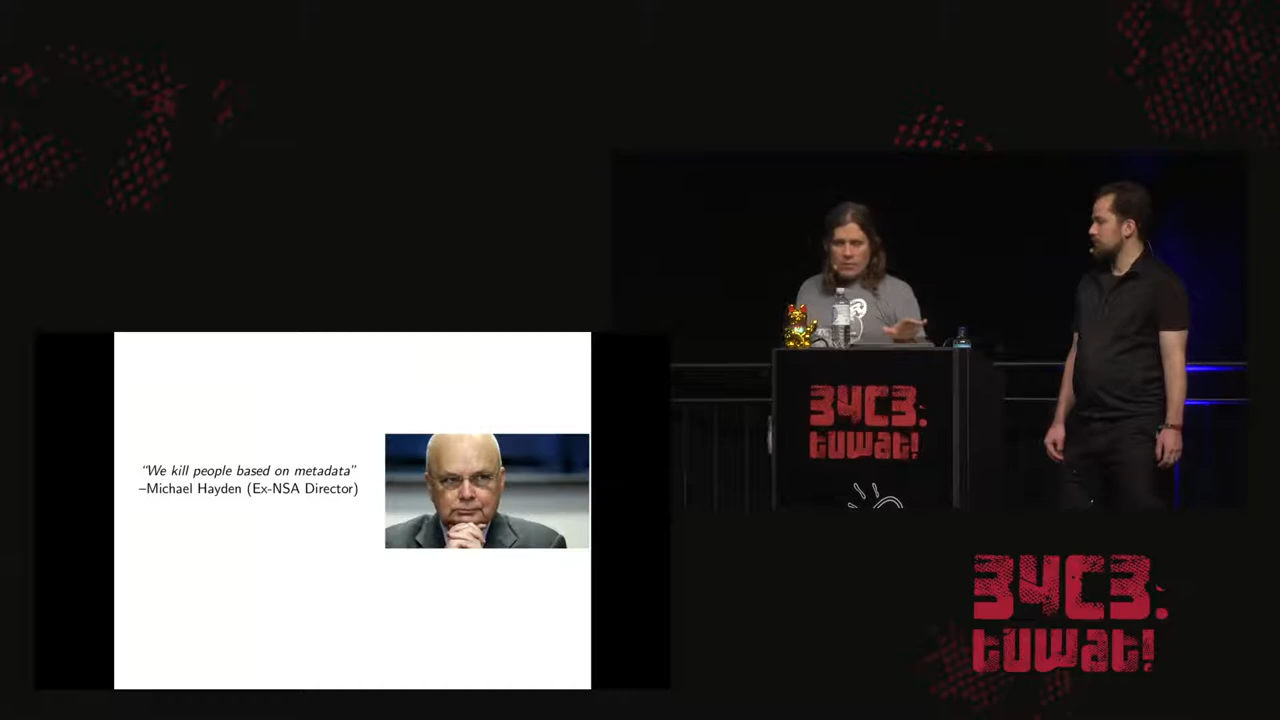 “We kill people based on metadata”
–Michael Hayden (Ex-NSA Director)
34C3.
tuwat!
34C3.
tuwat!